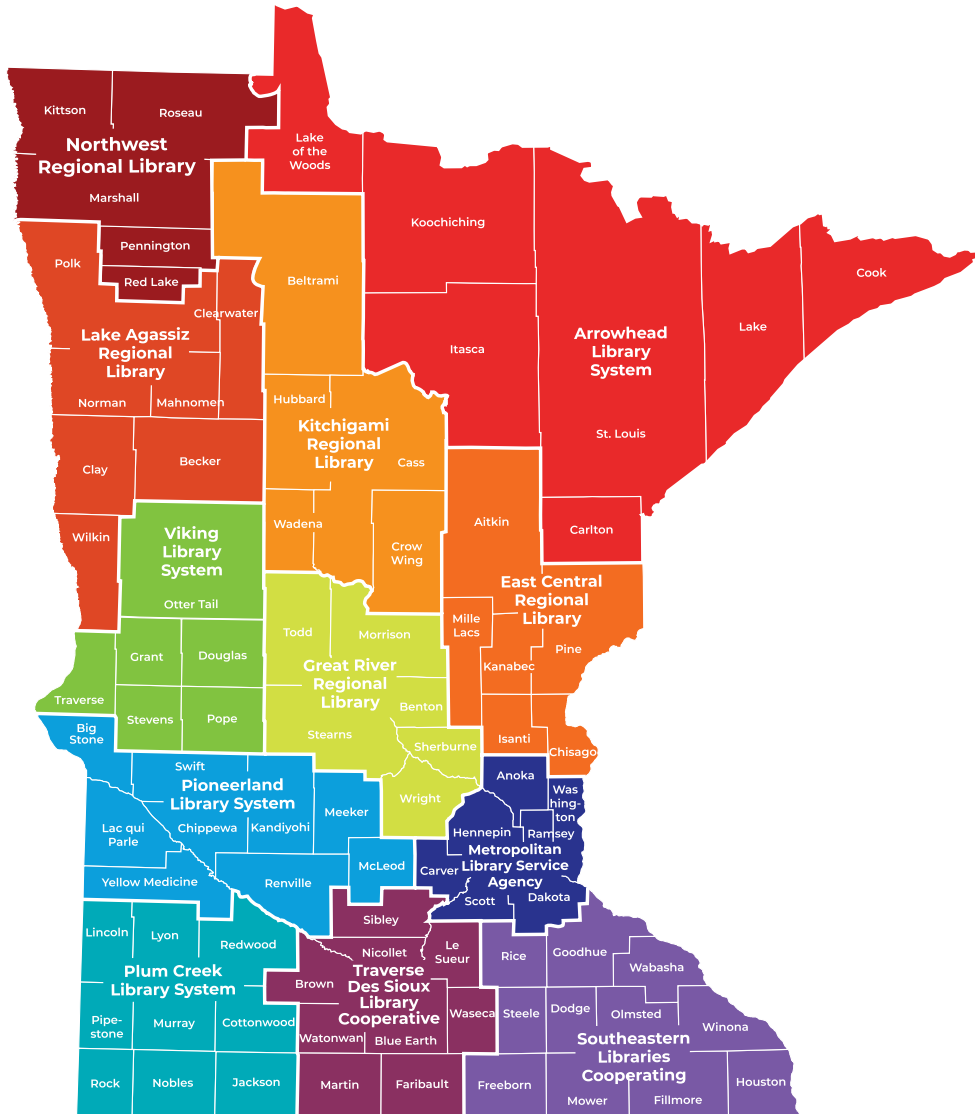 Kittson
Roseau
Northwest
Regional Library
Marshall
Pennington
Red Lake
Lake
of the
Woods
Koochiching
Itasca
Arrowhead
Library
System
St. Louis
Lake
Cook
Carlton
Polk
Clearwater
Lake Agassiz
Regional
Library
Norman
Mahnomen
Clay
Becker
Wilkin
Beltrami
Hubbard
Kitchigami
Regional
Library
Cass
Wadena
Crow
Wing
Viking
Library
System
Otter Tail
Grant
Douglas
Traverse
Stevens
Pope
Aitkin
East Central
Regional
Library
Mille
Lacs
Kanabec
Pine
Isanti
Chisago
Todd
Morrison
Great River
Regional
Library
Benton
Stearns
Sherburne
Wright
Big
Stone
Swift
Pioneerland
Library System
Lac qui
Parle
Chippewa
Kandiyohi
Meeker
McLeod
Yellow Medicine
Renville
Anoka
Was
hing-
ton
Hennepin
Ramsey
Metropolitan
Library Service
Agency
Carver
Scott
Dakota
Lincoln
Lyon
Redwood
Plum Creek
Library System
Pipe-
stone
Murray
Cottonwood
Rock
Nobles
Jackson
Sibley
Nicollet
Le
Sueur
Brown
Traverse
Des Sioux
Library
Cooperative
Waseca
Watonwan
Blue Earth
Martin
Faribault
Rice
Goodhue
Wabasha
Steele
Dodge
Olmsted
Winona
Southeastern
Libraries
Cooperating
Freeborn
Mower
Fillmore
Houston